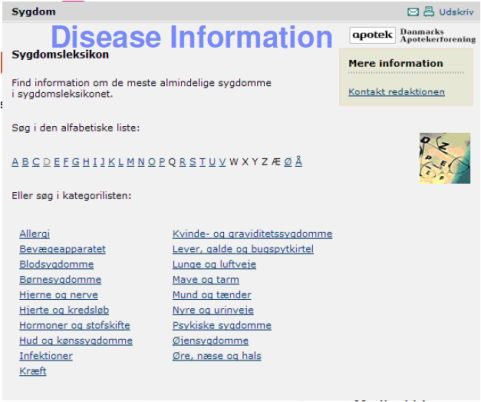 Sygdom
Udskriv
Disease Information
apotek Danmarks Apotekerforening
Sygdomsleksikon
Mere information
Find information om de meste almindelige sygdomme
i sygdomsleksikonet.
Kontakt redaktionen
Søg i den alfabetiske liste:
A B C D E F G H I J K L M N O P Q R S T U V W X Y Z Æ Ø Å
Eller søg i kategorilisten:
Allergi
Bevægeapparatet
Blodsygdomme
Børnesygdomme
Hjerne og nerve
Hjerte og kredsløb
Hormoner og stofskifte
Hud og kønssygdomme
Infektioner
Kræft
Kvinde- og graviditetssygdomme
Lever, galde og bugspytkirtel
Lunge og luftveje
Mave og tarm
Mund og tænder
Nyre og urinveje
Psykiske sygdomme
Øjensygdomme
Øre, næse og hals